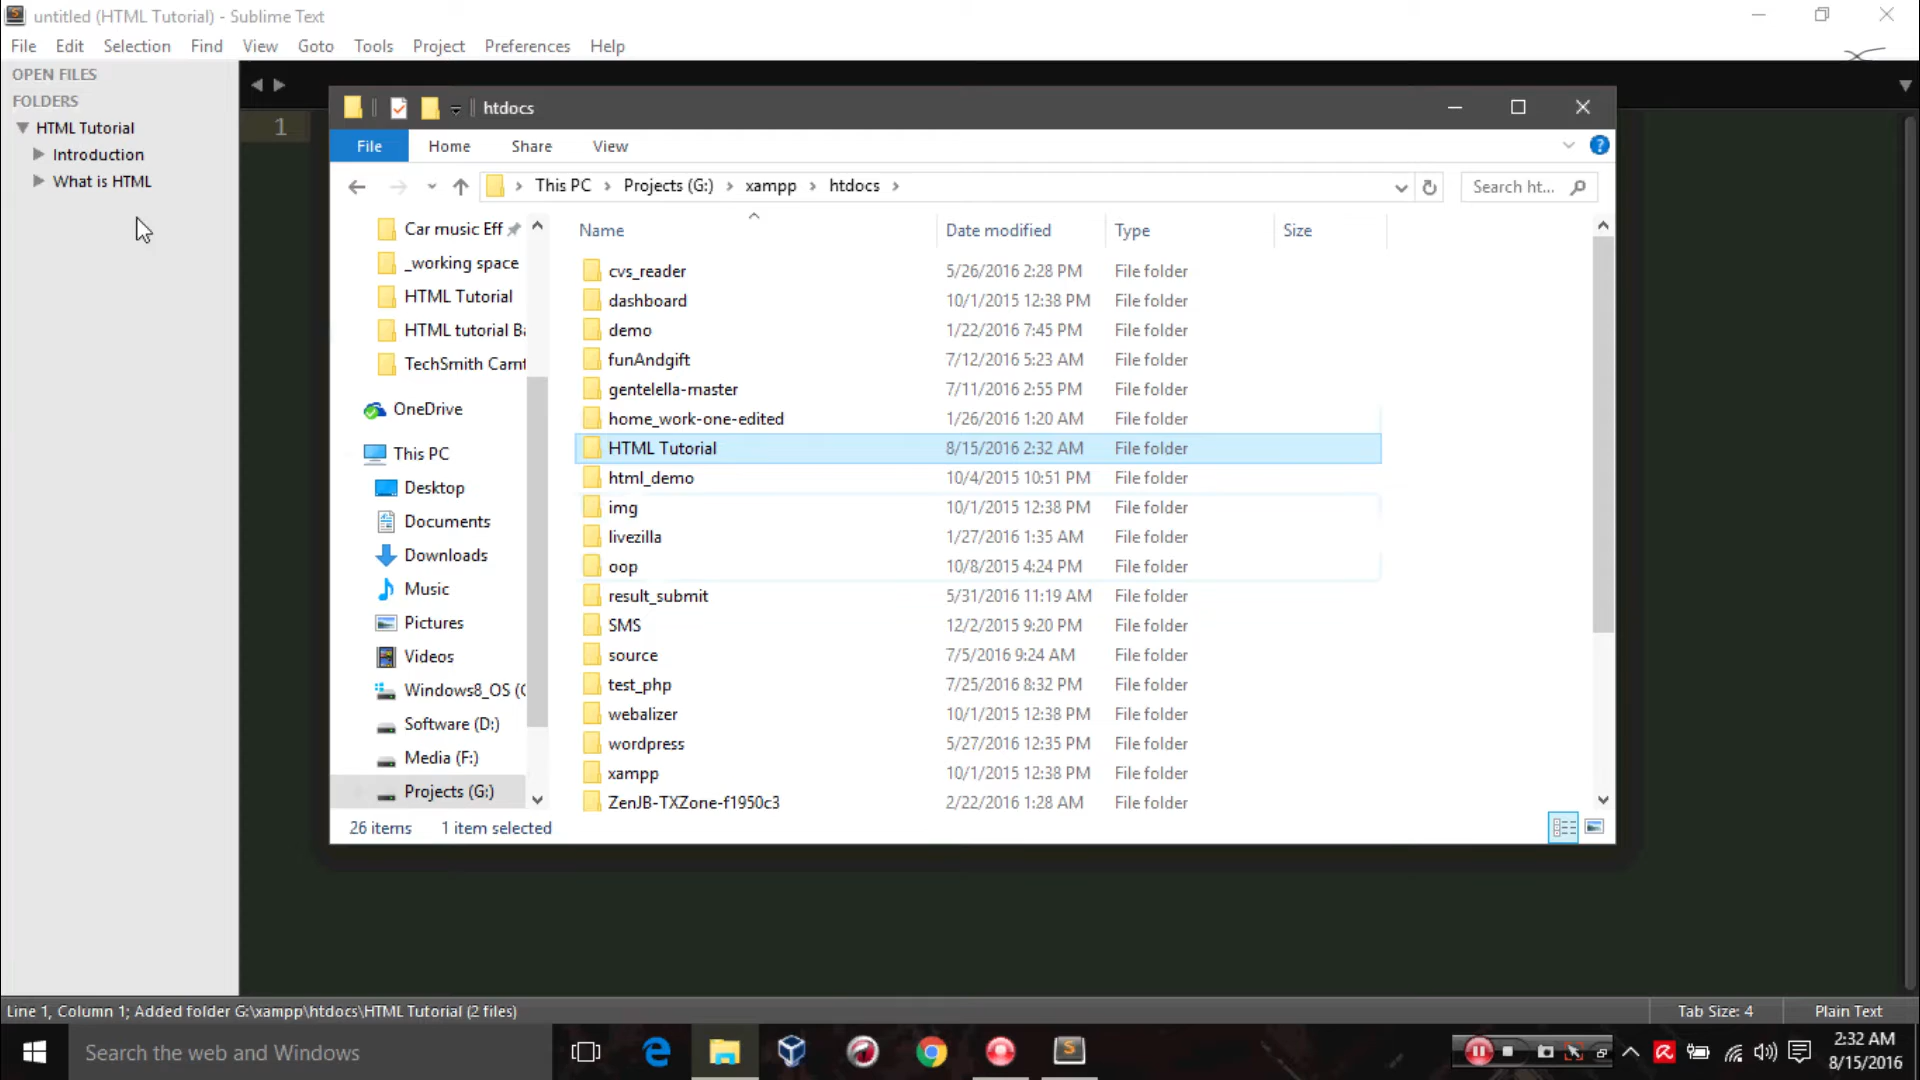 untitled (HTML Tutorial) - Sublime Text
File Edit Selection Find View Goto Tools Project Preferences Help
OPEN FILES
FOLDERS
HTML Tutorial
Introduction
What is HTML
1
htdocs
File Home Share View
This PC Projects (G:) xampp htdocs
Search ht...
Car music Eff
_working space
HTML Tutorial
HTML tutorial Ba
TechSmith Camt
OneDrive
This PC
Desktop
Documents
Downloads
Music
Pictures
Videos
Windows8_OS (C
Software (D:)
Media (F:)
Projects (G:)
Name Date modified Type Size
cvs_reader 5/26/2016 2:28 PM File folder
dashboard 10/1/2015 12:38 PM File folder
demo 1/22/2016 7:45 PM File folder
funAndgift 7/12/2016 5:23 AM File folder
gentelella-master 7/11/2016 2:55 PM File folder
home_work-one-edited 1/26/2016 1:20 AM File folder
HTML Tutorial 8/15/2016 2:32 AM File folder
html_demo 10/4/2015 10:51 PM File folder
img 10/1/2015 12:38 PM File folder
livezilla 1/27/2016 1:35 AM File folder
oop 10/8/2015 4:24 PM File folder
result_submit 5/31/2016 11:19 AM File folder
SMS 12/2/2015 9:20 PM File folder
source 7/5/2016 9:24 AM File folder
test_php 7/25/2016 8:32 PM File folder
webalizer 10/1/2015 12:38 PM File folder
wordpress 5/27/2016 12:35 PM File folder
xampp 10/1/2015 12:38 PM File folder
ZenJB-TXZone-f1950c3 2/22/2016 1:28 AM File folder
26 items 1 item selected
Line 1, Column 1; Added folder G:\xampp\htdocs\HTML Tutorial (2 files) Tab Size: 4 Plain Text
Search the web and Windows
2:32 AM
8/15/2016